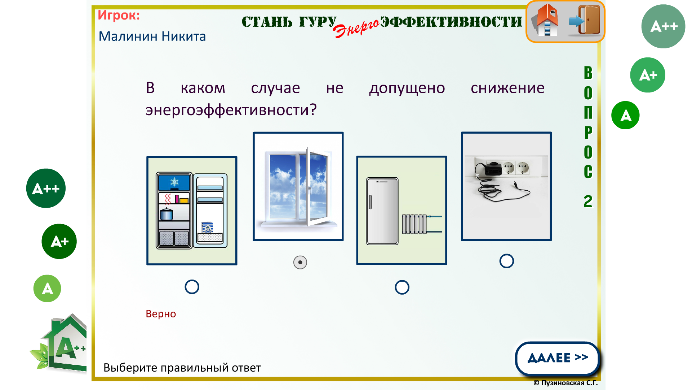 Игрок:
Малинин Никита
СТАНЬ ГУРУ Энерго ЭФФЕКТИВНОСТИ
В каком случае не допущено снижение
энергоэффективности?
ВОПРОС 2
Верно
Выберите правильный ответ
ДАЛЕЕ >>
© Пузиновская С.Г.
A++
A+
A
A++
A+
A
A++